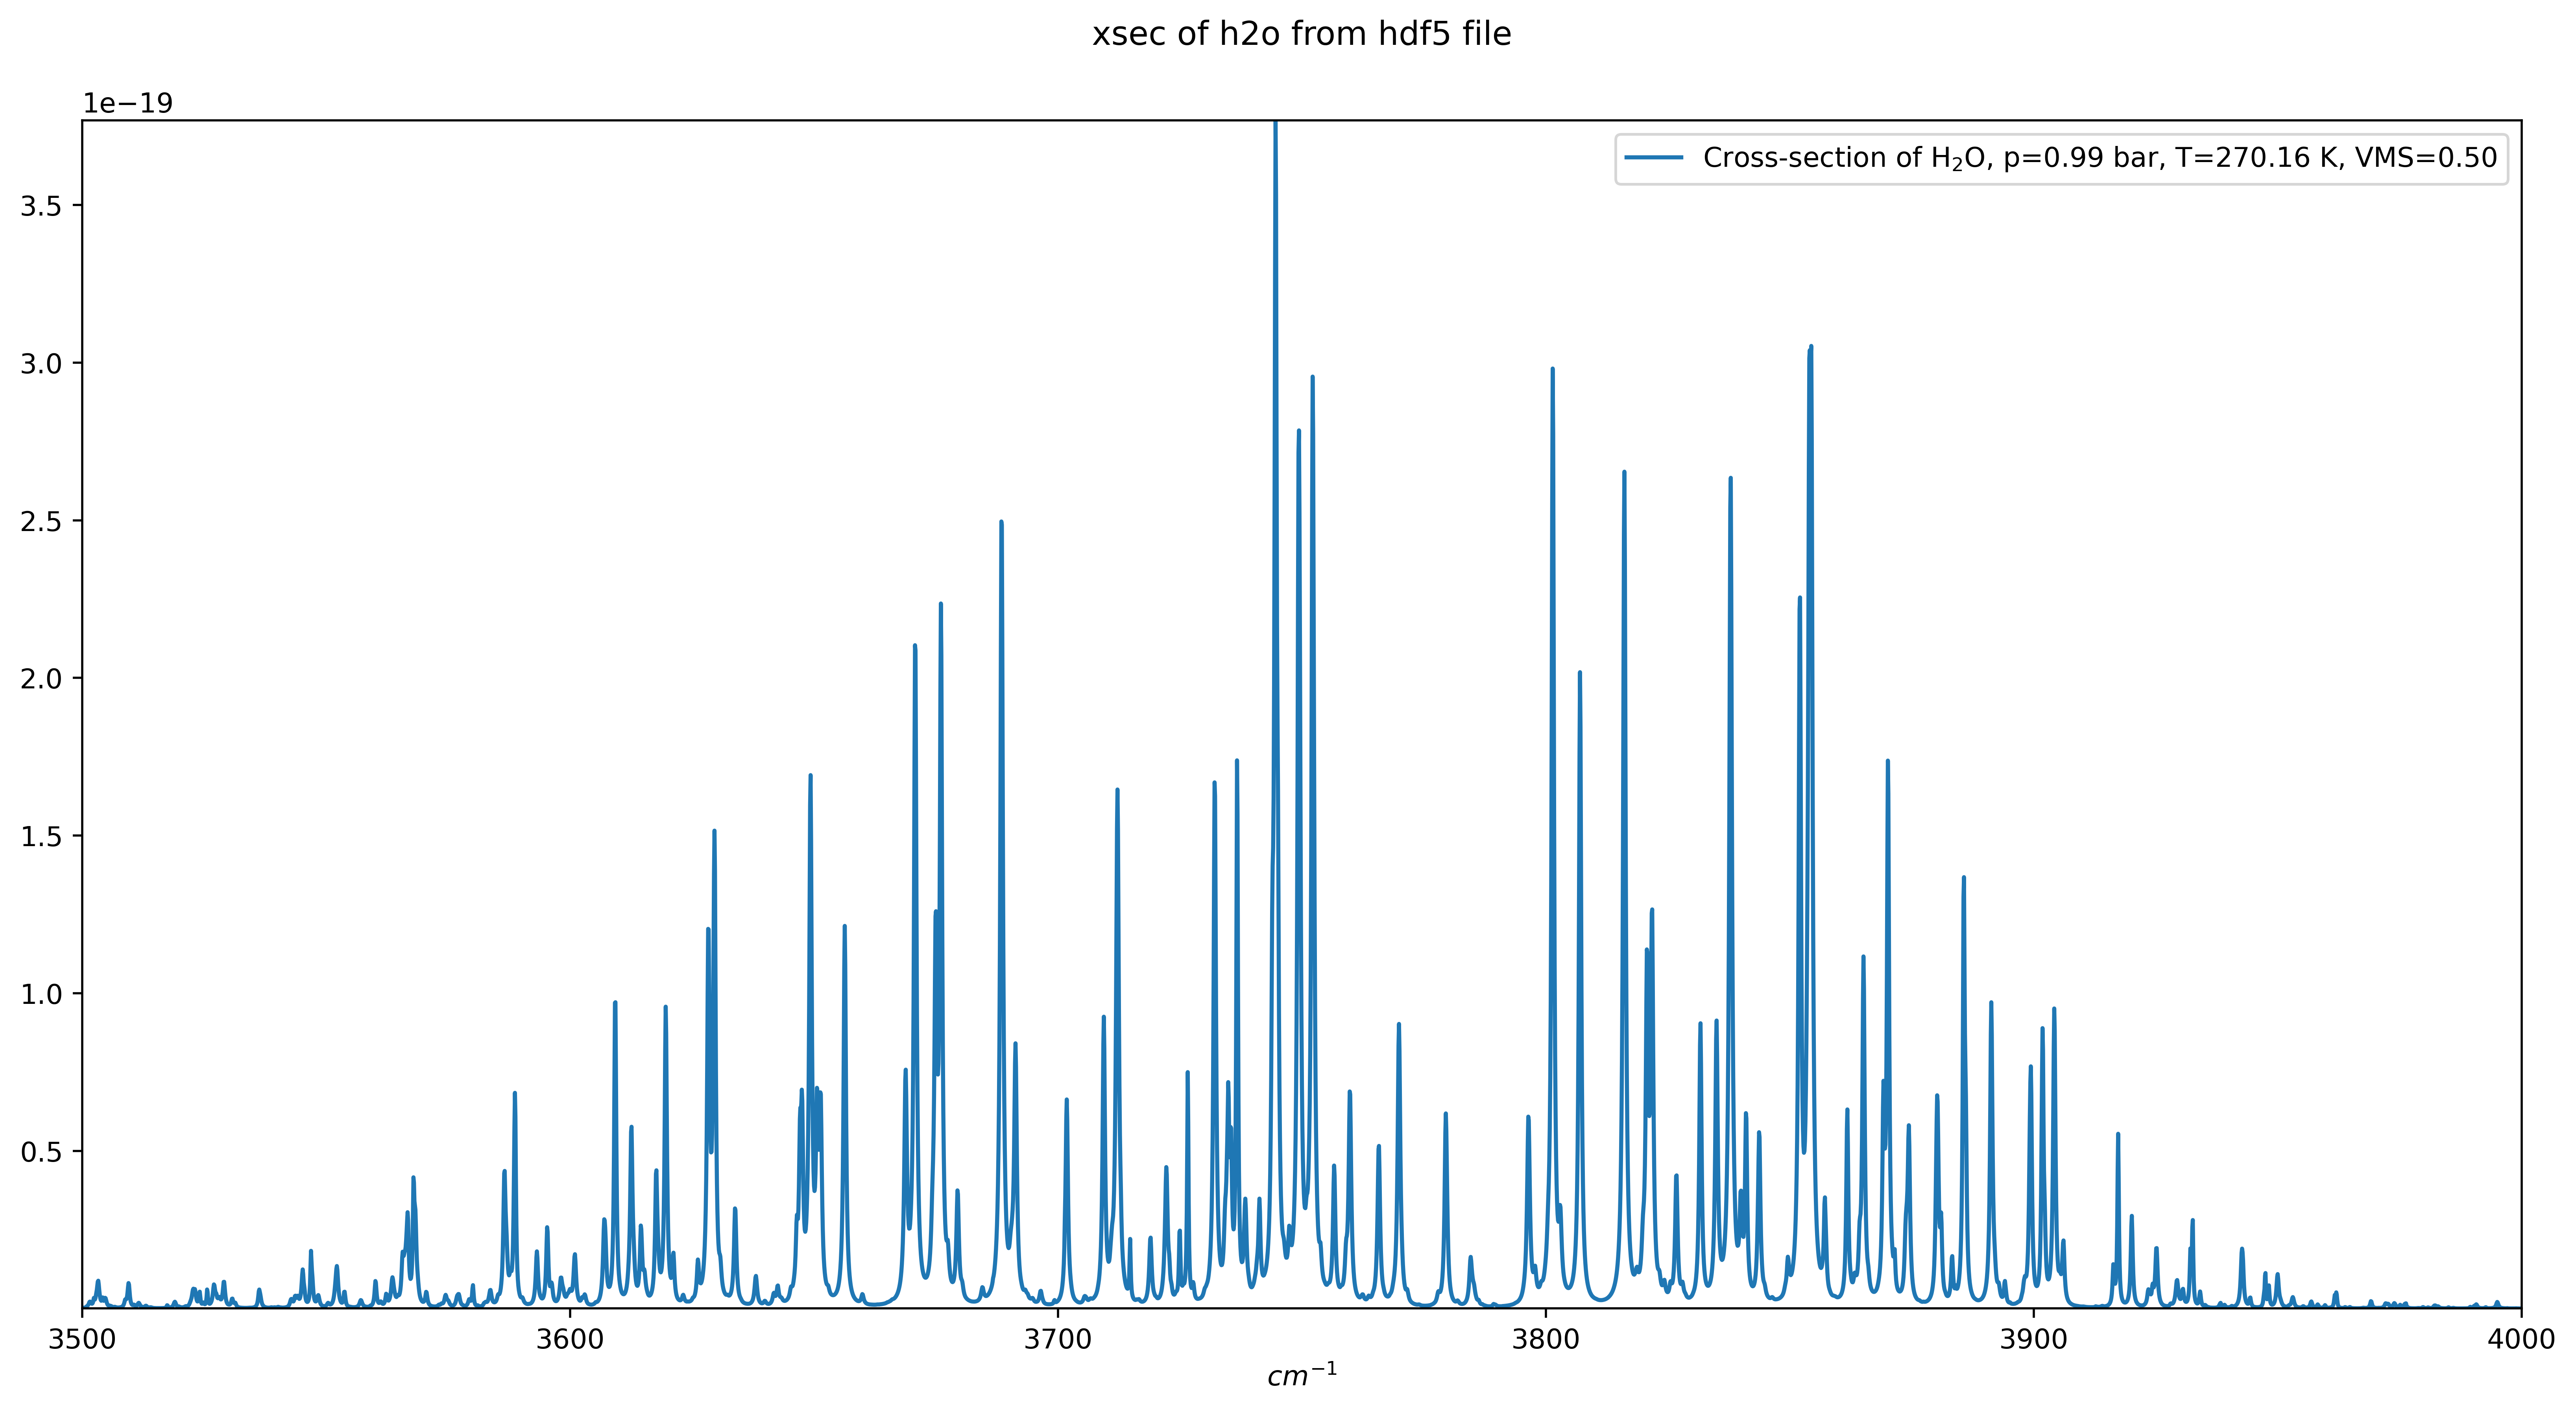 xsec of h2o from hdf5 file
1e−19
Cross-section of H₂O, p=0.99 bar, T=270.16 K, VMS=0.50
3.5
3.0
2.5
2.0
1.5
1.0
0.5
3500 3600 3700 3800 3900 4000
cm⁻¹